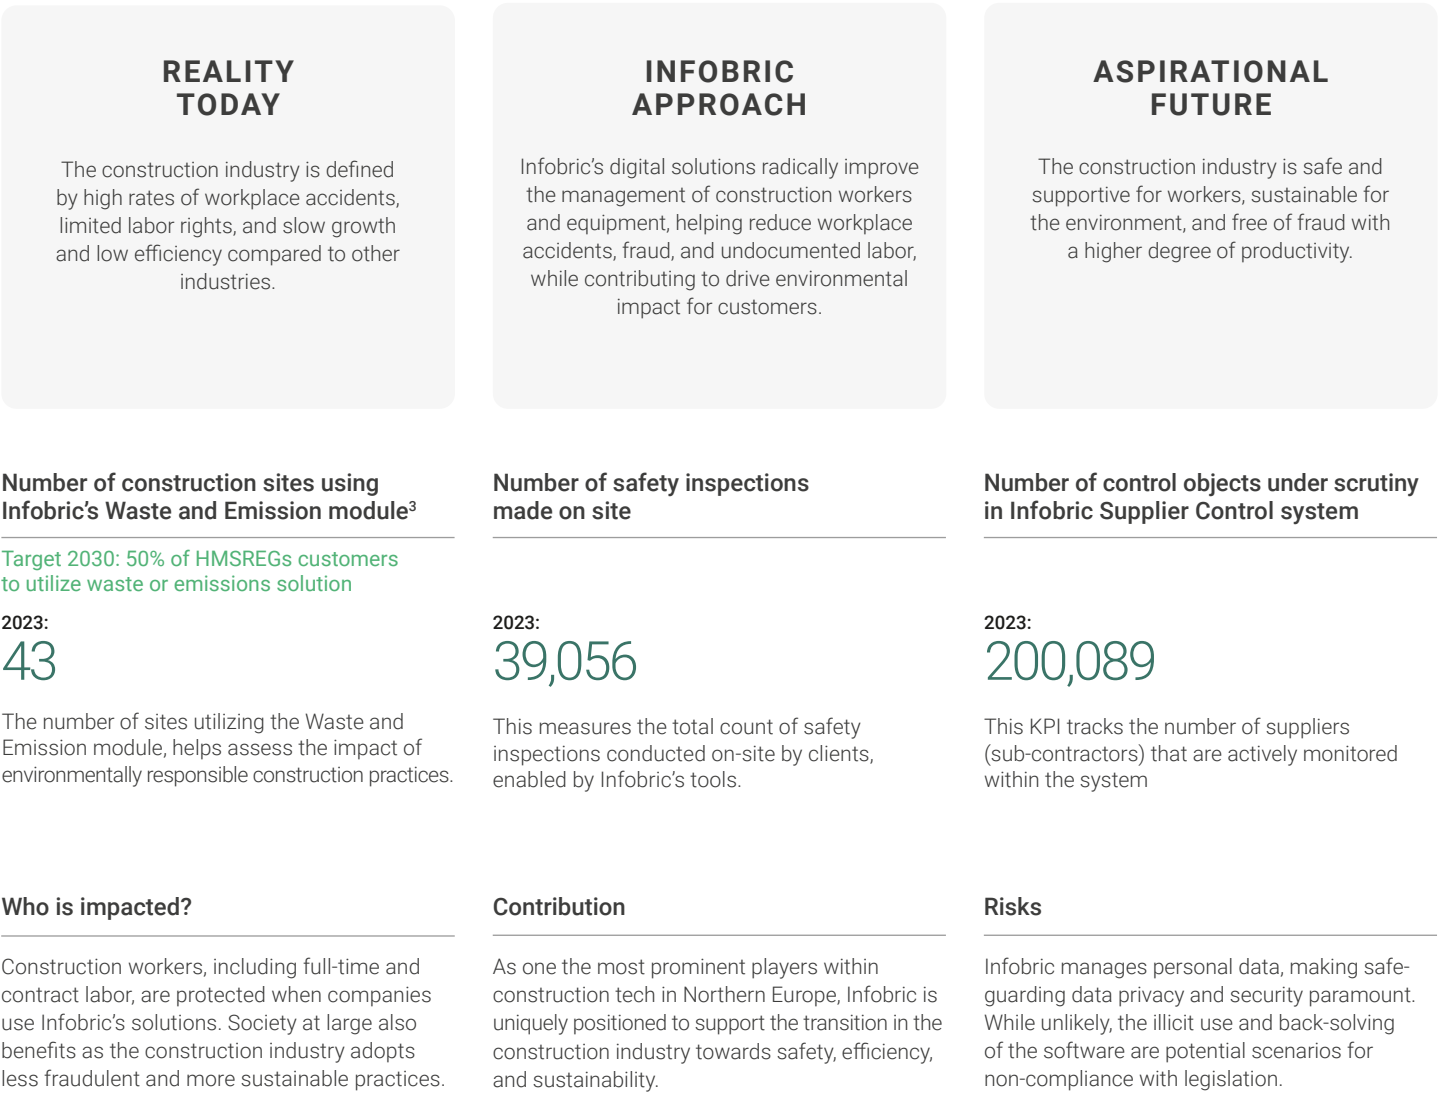 REALITY
TODAY
The construction industry is defined
by high rates of workplace accidents,
limited labor rights, and slow growth
and low efficiency compared to other
industries.
INFOBRIC
APPROACH
Infobric's digital solutions radically improve
the management of construction workers
and equipment, helping reduce workplace
accidents, fraud, and undocumented labor,
while contributing to drive environmental
impact for customers.
ASPIRATIONAL
FUTURE
The construction industry is safe and
supportive for workers, sustainable for
the environment, and free of fraud with
a higher degree of productivity.
Number of construction sites using
Infobric's Waste and Emission module³
Target 2030: 50% of HMSREGs customers
to utilize waste or emissions solution
2023:
43
The number of sites utilizing the Waste and
Emission module, helps assess the impact of
environmentally responsible construction practices.
Number of safety inspections
made on site
2023:
39,056
This measures the total count of safety
inspections conducted on-site by clients,
enabled by Infobric's tools.
Number of control objects under scrutiny
in Infobric Supplier Control system
2023:
200,089
This KPI tracks the number of suppliers
(sub-contractors) that are actively monitored
within the system
Who is impacted?
Construction workers, including full-time and
contract labor, are protected when companies
use Infobric's solutions. Society at large also
benefits as the construction industry adopts
less fraudulent and more sustainable practices.
Contribution
As one the most prominent players within
construction tech in Northern Europe, Infobric is
uniquely positioned to support the transition in the
construction industry towards safety, efficiency,
and sustainability.
Risks
Infobric manages personal data, making safe-
guarding data privacy and security paramount.
While unlikely, the illicit use and back-solving
of the software are potential scenarios for
non-compliance with legislation.